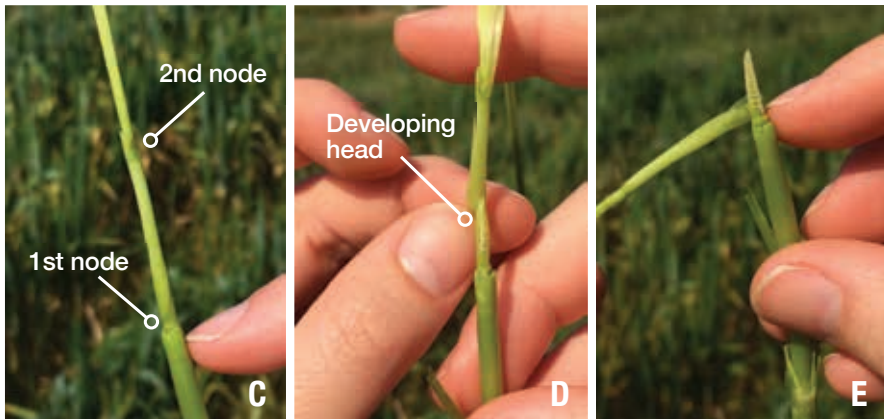 2nd node
1st node
C
Developing
head
D
E